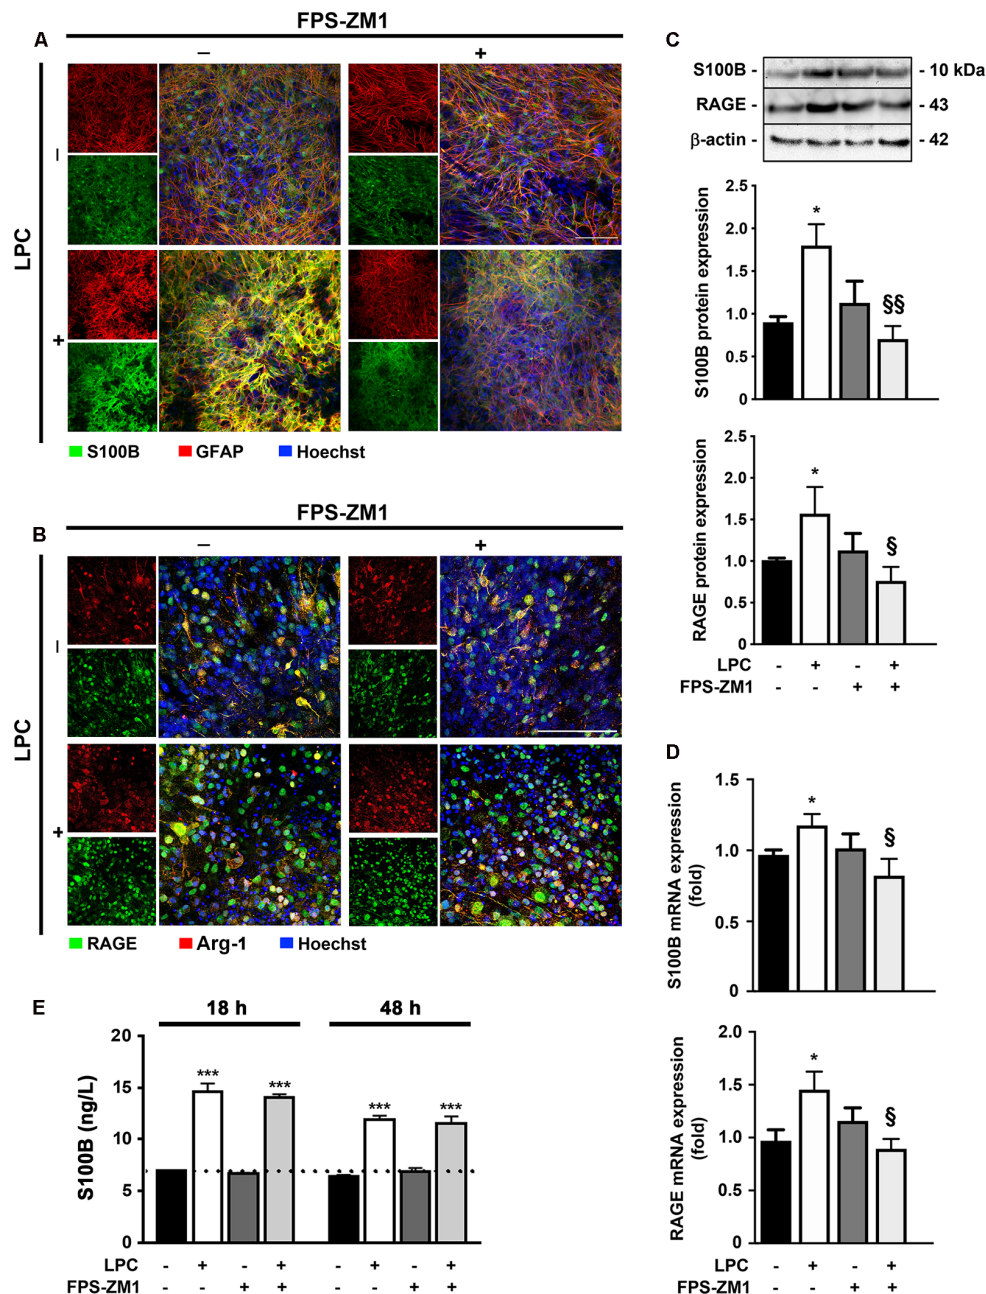 A
FPS-ZM1
– +
LPC
–
+
S100B GFAP Hoechst
B
FPS-ZM1
– +
LPC
–
+
RAGE Arg-1 Hoechst
C
S100B - - 10 kDa
RAGE - - 43
β-actin - - 42
S100B protein expression
2.5
2.0
1.5
1.0
0.5
0
*
§§
RAGE protein expression
2.5
2.0
1.5
1.0
0.5
0
*
§
LPC - + - +
FPS-ZM1 - - + +
D
S100B mRNA expression
(fold)
1.5
1.0
0.5
0
*
§
RAGE mRNA expression
(fold)
2.0
1.5
1.0
0.5
0
*
§
LPC - + - +
FPS-ZM1 - - + +
E
18 h 48 h
S100B (ng/L)
20
15
10
5
0
*** *** *** ***
LPC - + - + - + - +
FPS-ZM1 - - + + - - + +